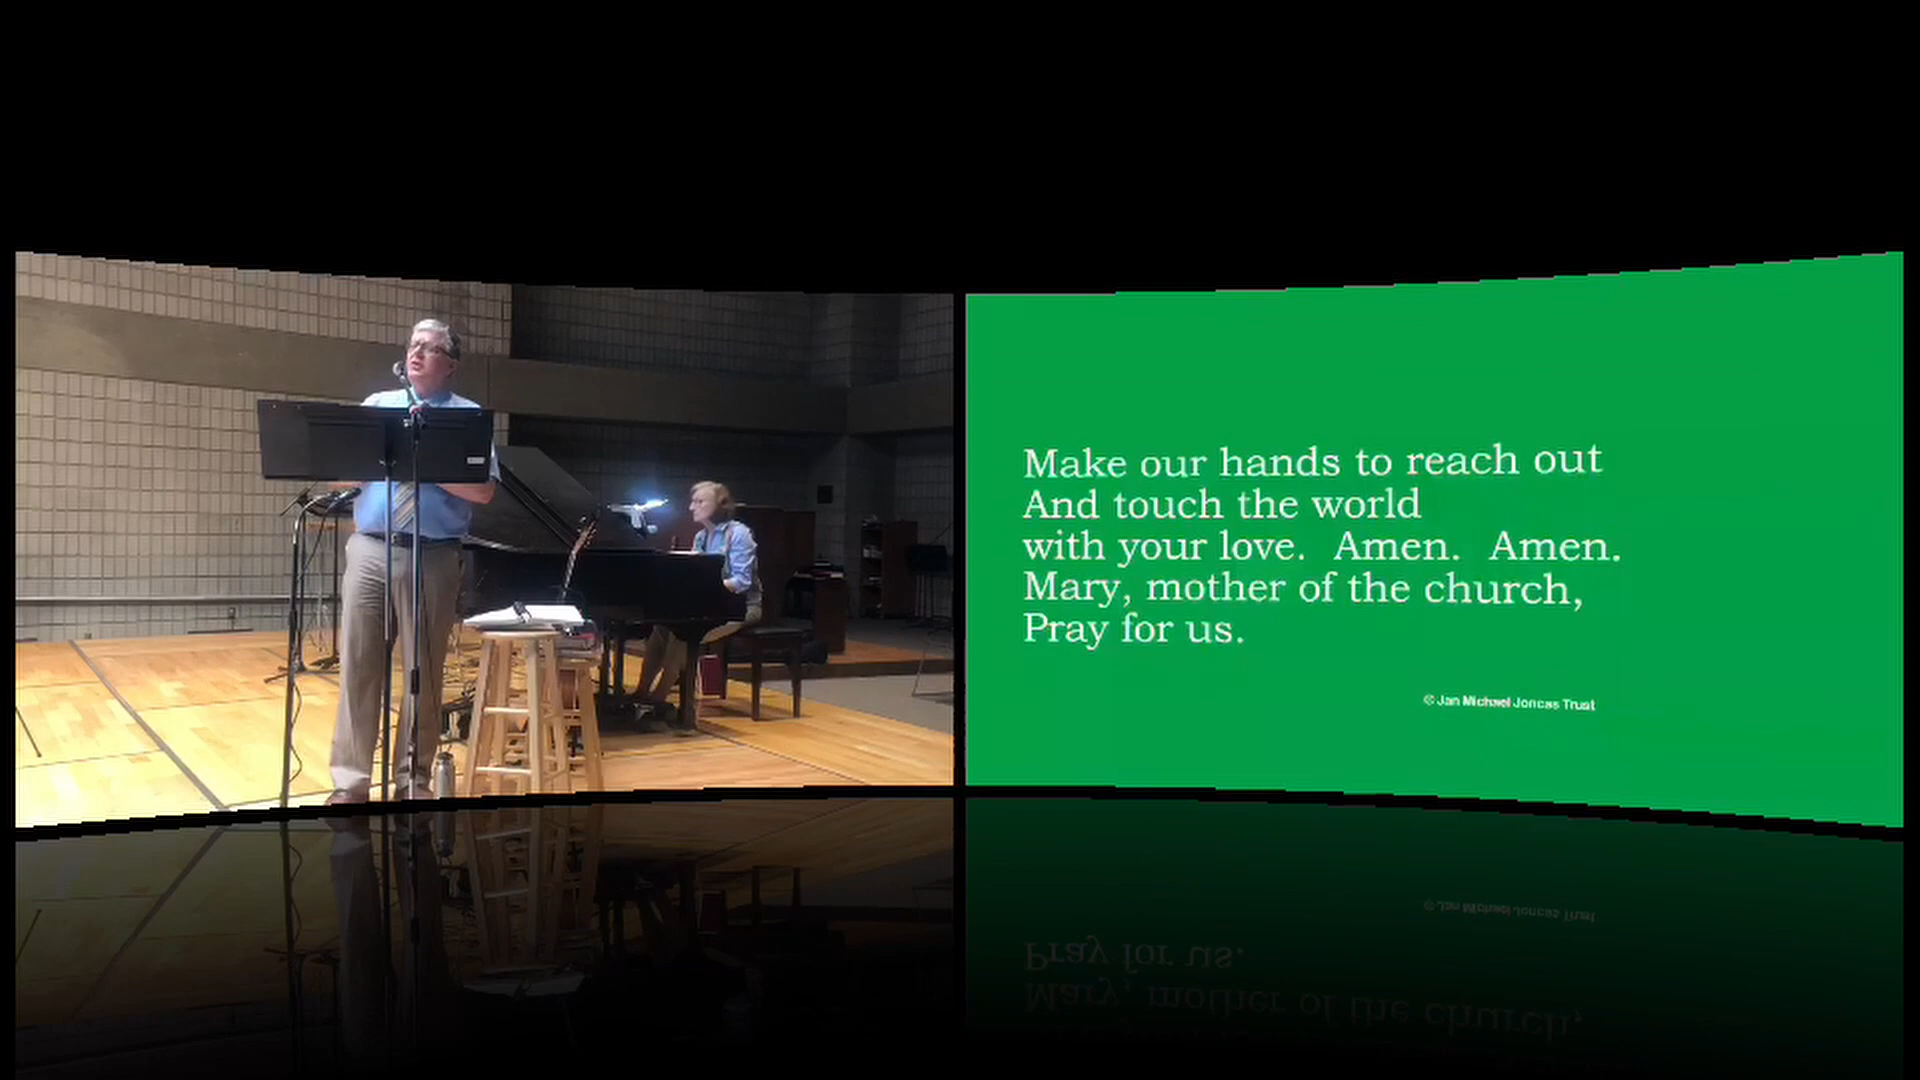 Make our hands to reach out
And touch the world
with your love.  Amen.  Amen.
Mary, mother of the church,
Pray for us.
© Jan Michael Joncas Trust